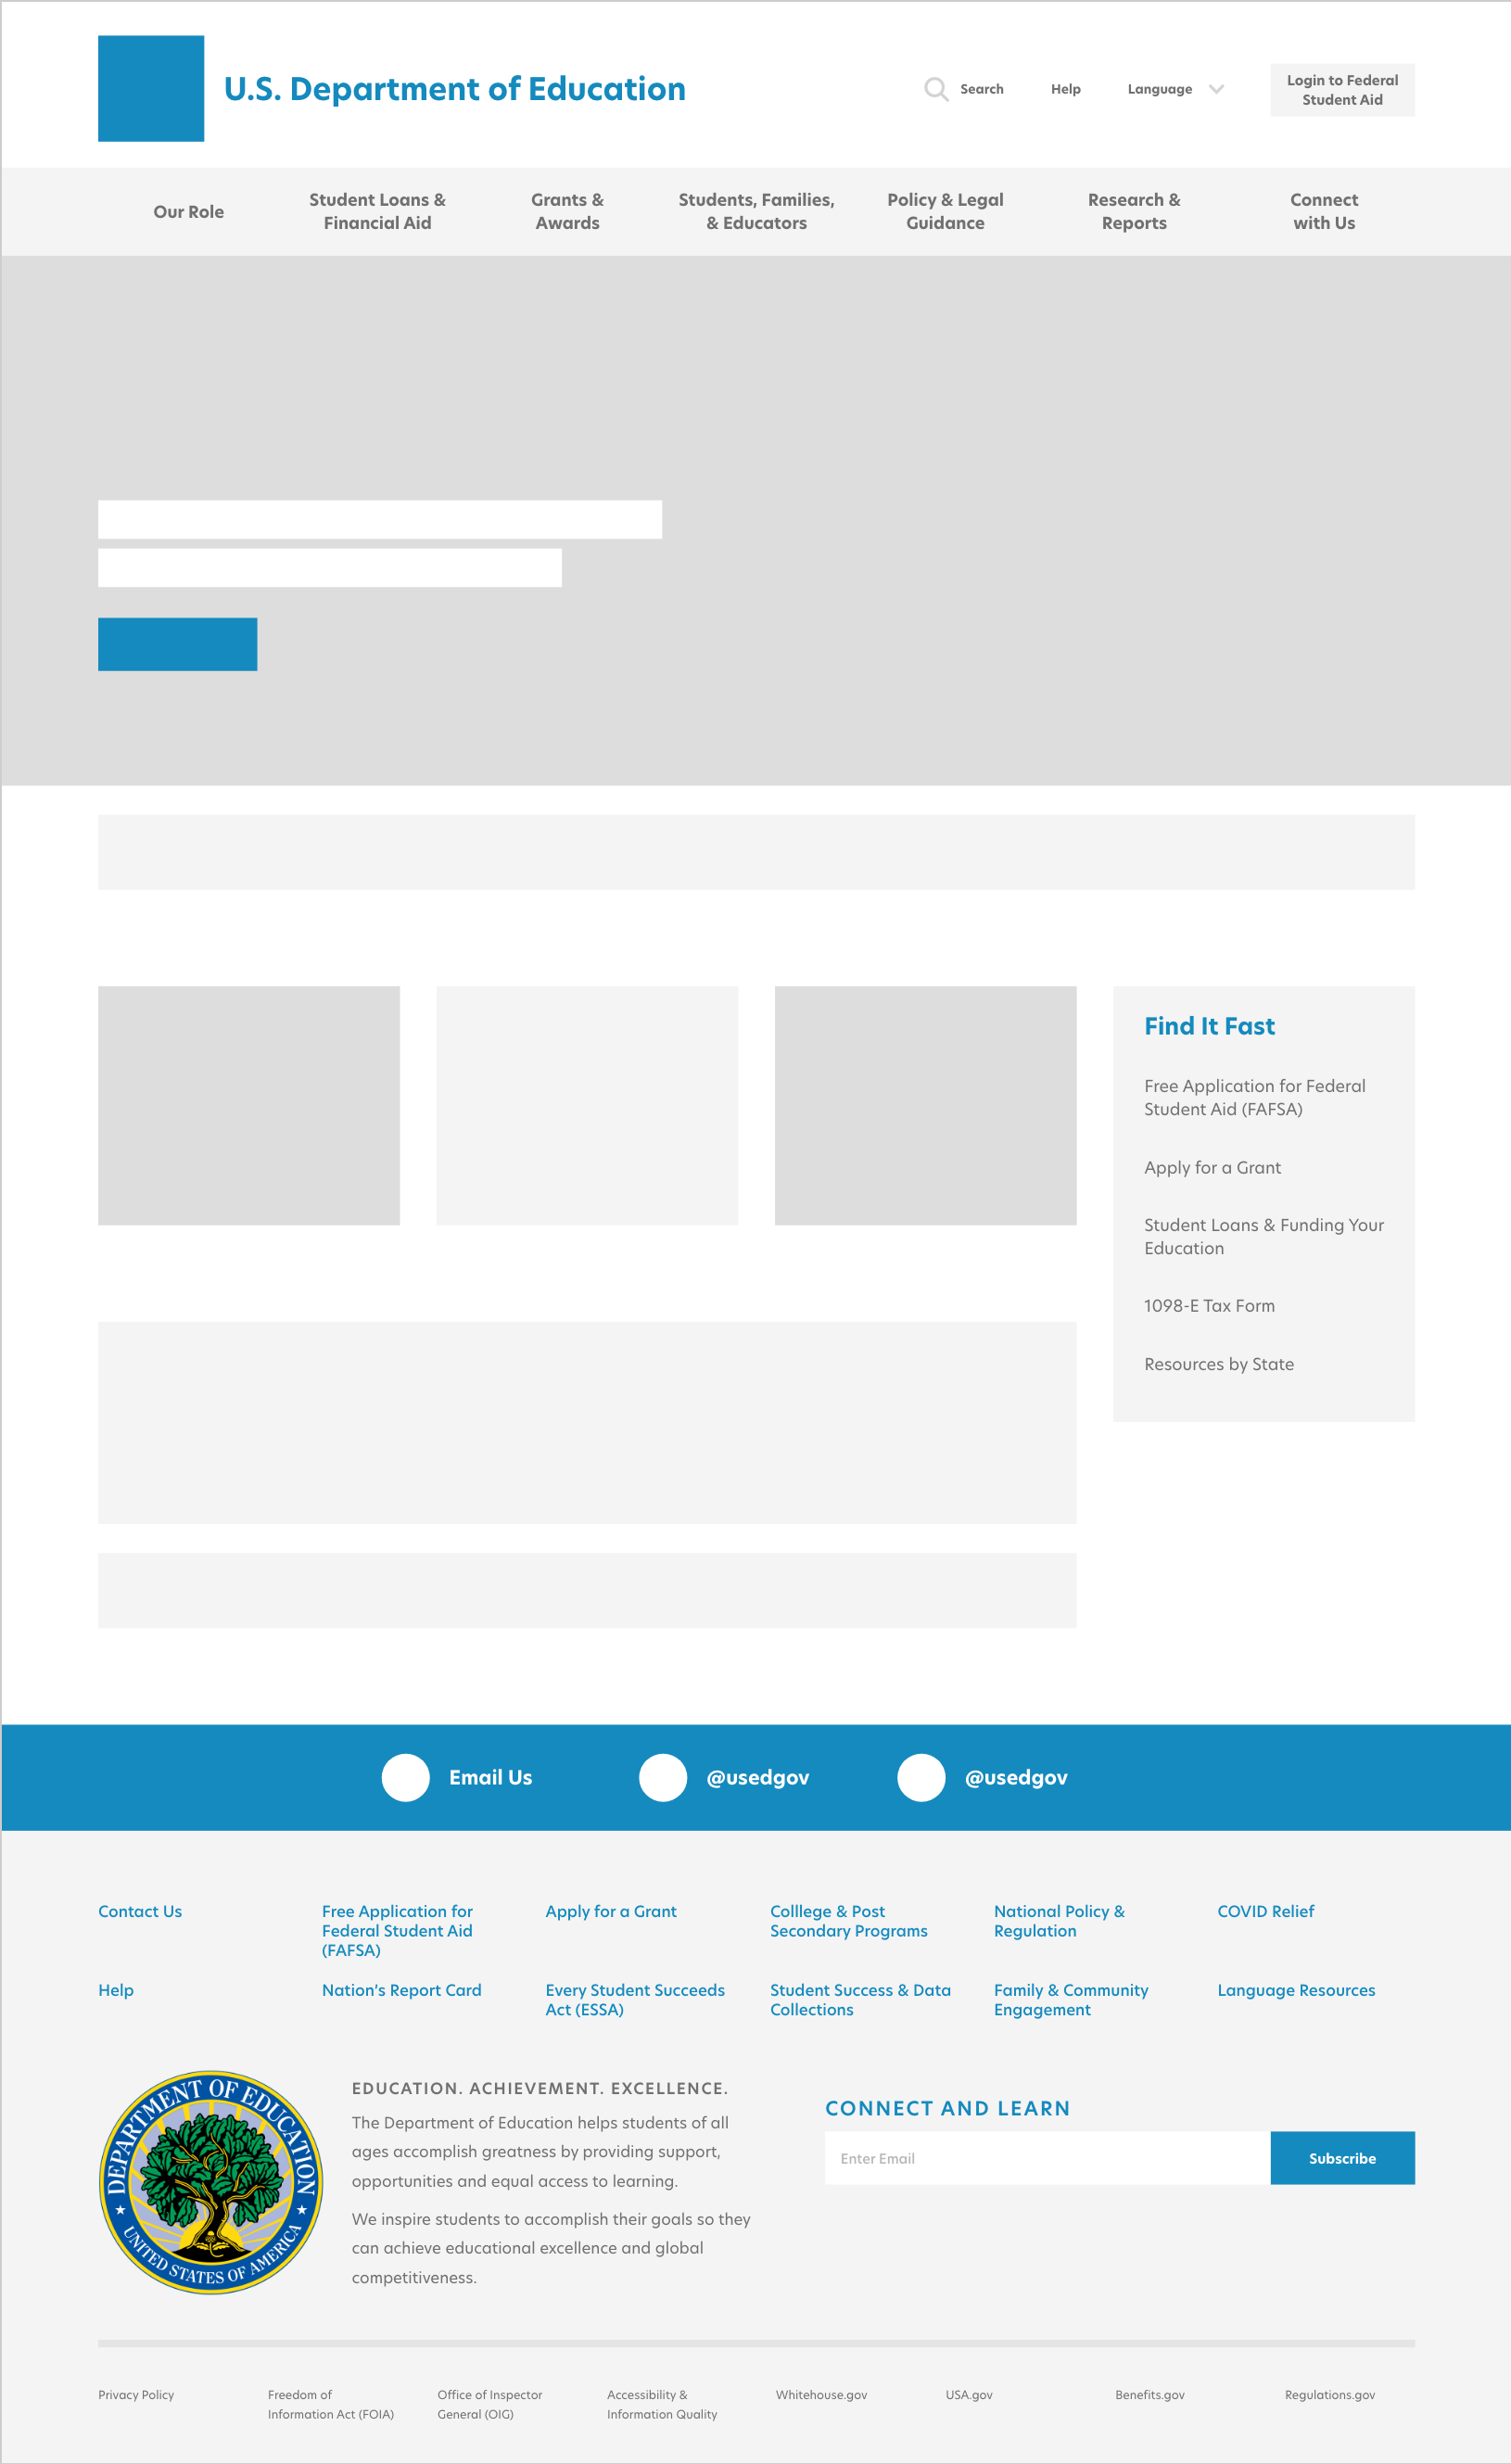 U.S. Department of Education
Search
Help
Language
Login to Federal
Student Aid
Our Role
Student Loans &
Financial Aid
Grants &
Awards
Students, Families,
& Educators
Policy & Legal
Guidance
Research &
Reports
Connect
with Us
Find It Fast
Free Application for Federal
Student Aid (FAFSA)
Apply for a Grant
Student Loans & Funding Your
Education
1098-E Tax Form
Resources by State
Email Us
@usedgov
@usedgov
Contact Us
Free Application for
Federal Student Aid
(FAFSA)
Apply for a Grant
Colllege & Post
Secondary Programs
National Policy &
Regulation
COVID Relief
Help
Nation's Report Card
Every Student Succeeds
Act (ESSA)
Student Success & Data
Collections
Family & Community
Engagement
Language Resources
DEPARTMENT OF EDUCATION
UNITED STATES OF AMERICA
EDUCATION. ACHIEVEMENT. EXCELLENCE.
The Department of Education helps students of all
ages accomplish greatness by providing support,
opportunities and equal access to learning.
We inspire students to accomplish their goals so they
can achieve educational excellence and global
competitiveness.
CONNECT AND LEARN
Enter Email
Subscribe
Privacy Policy
Freedom of
Information Act (FOIA)
Office of Inspector
General (OIG)
Accessibility &
Information Quality
Whitehouse.gov
USA.gov
Benefits.gov
Regulations.gov